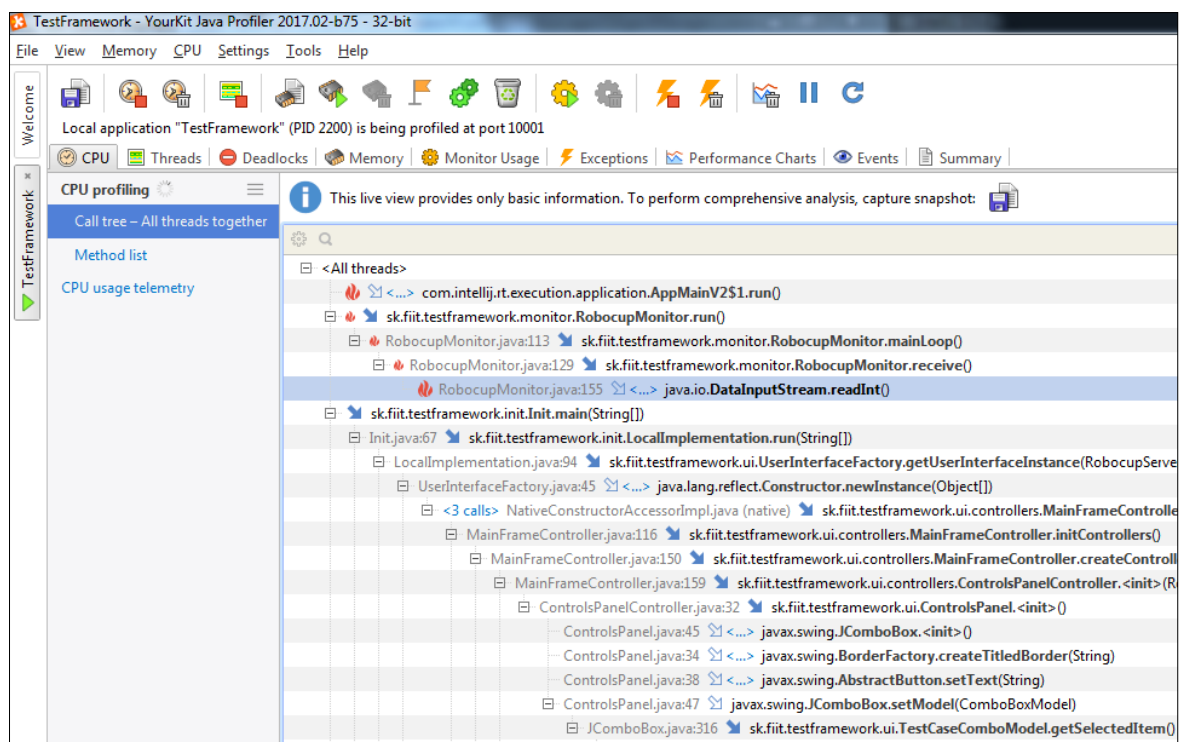 TestFramework - YourKit Java Profiler 2017.02-b75 - 32-bit
File View Memory CPU Settings Tools Help
Welcome
Local application "TestFramework" (PID 2200) is being profiled at port 10001
CPU Threads Deadlocks Memory Monitor Usage Exceptions Performance Charts Events Summary
TestFramework
CPU profiling
Call tree – All threads together
Method list
CPU usage telemetry
This live view provides only basic information. To perform comprehensive analysis, capture snapshot:
<All threads>
<...> com.intellij.rt.execution.application.AppMainV2$1.run()
sk.fiit.testframework.monitor.RobocupMonitor.run()
RobocupMonitor.java:113 sk.fiit.testframework.monitor.RobocupMonitor.mainLoop()
RobocupMonitor.java:129 sk.fiit.testframework.monitor.RobocupMonitor.receive()
RobocupMonitor.java:155 <...> java.io.DataInputStream.readInt()
sk.fiit.testframework.init.Init.main(String[])
Init.java:67 sk.fiit.testframework.init.LocalImplementation.run(String[])
LocalImplementation.java:94 sk.fiit.testframework.ui.UserInterfaceFactory.getUserInterfaceInstance(RobocupServe
UserInterfaceFactory.java:45 <...> java.lang.reflect.Constructor.newInstance(Object[])
<3 calls> NativeConstructorAccessorImpl.java (native) sk.fiit.testframework.ui.controllers.MainFrameControlle
MainFrameController.java:116 sk.fiit.testframework.ui.controllers.MainFrameController.initControllers()
MainFrameController.java:150 sk.fiit.testframework.ui.controllers.MainFrameController.createControll
MainFrameController.java:159 sk.fiit.testframework.ui.controllers.ControlsPanelController.<init>(R
ControlsPanelController.java:32 sk.fiit.testframework.ui.ControlsPanel.<init>()
ControlsPanel.java:45 <...> javax.swing.JComboBox.<init>()
ControlsPanel.java:34 <...> javax.swing.BorderFactory.createTitledBorder(String)
ControlsPanel.java:38 <...> javax.swing.AbstractButton.setText(String)
ControlsPanel.java:47 javax.swing.JComboBox.setModel(ComboBoxModel)
JComboBox.java:316 sk.fiit.testframework.ui.TestCaseComboModel.getSelectedItem()